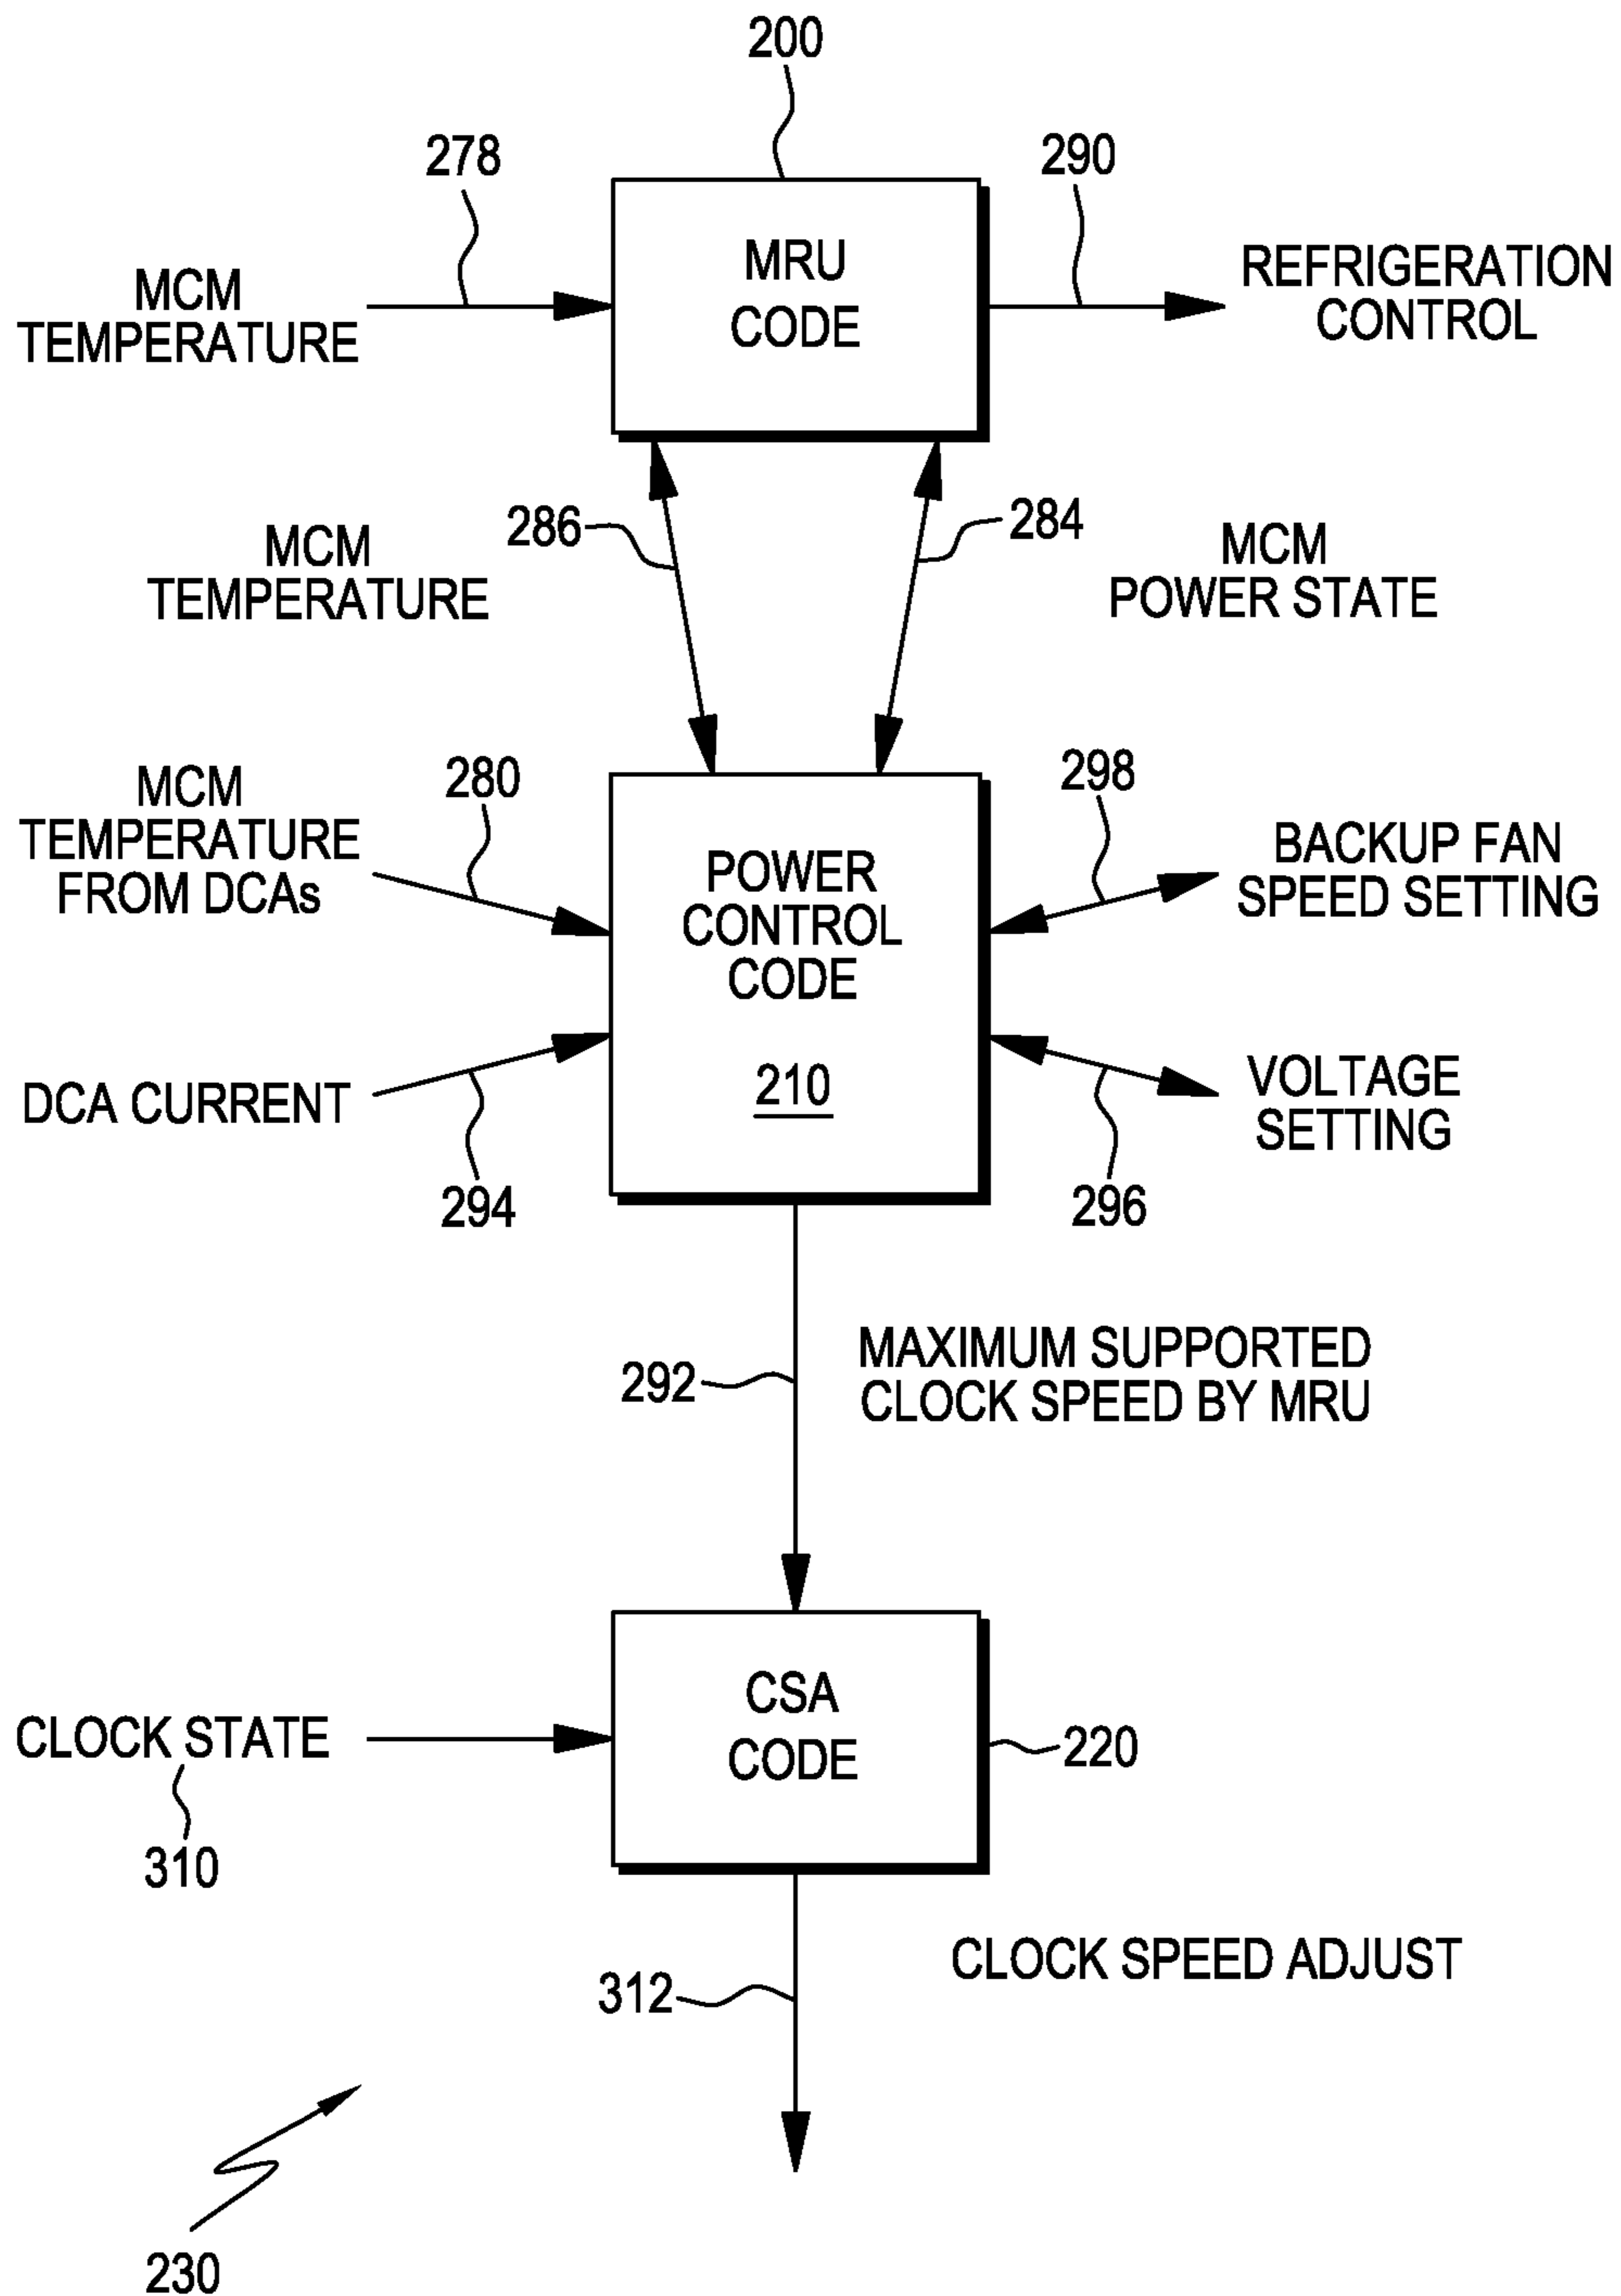 200
278
290
MCM
TEMPERATURE
MRU
CODE
REFRIGERATION
CONTROL
286
284
MCM
TEMPERATURE
MCM
POWER STATE
MCM
TEMPERATURE
FROM DCAs
280
298
BACKUP FAN
SPEED SETTING
POWER
CONTROL
CODE
210
DCA CURRENT
294
VOLTAGE
SETTING
296
292
MAXIMUM SUPPORTED
CLOCK SPEED BY MRU
CLOCK STATE
310
CSA
CODE
220
312
CLOCK SPEED ADJUST
230